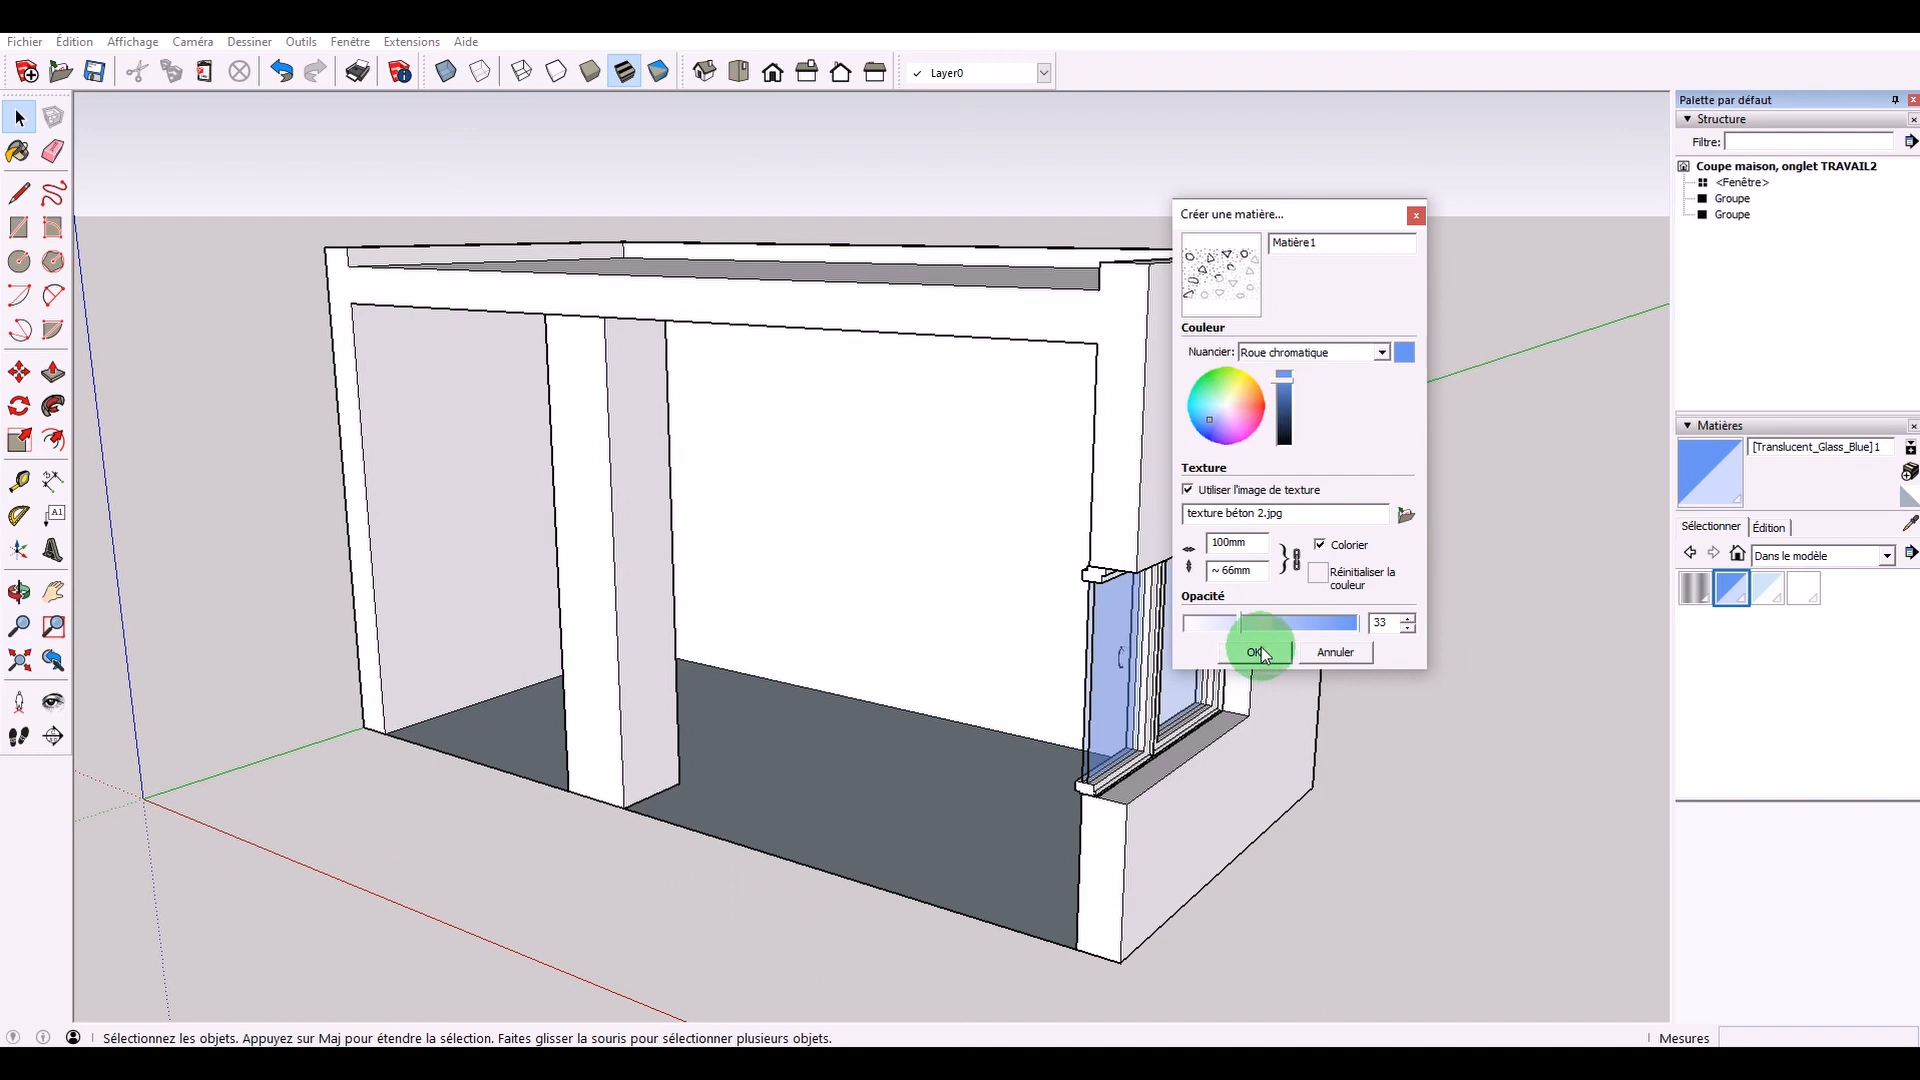 Fichier Édition Affichage Caméra Dessiner Outils Fenêtre Extensions Aide
Layer0
A1
Palette par défaut
Structure
Filtre:
Coupe maison, onglet TRAVAIL2
<Fenêtre>
Groupe
Groupe
Créer une matière...
Matière1
Couleur
Nuancier: Roue chromatique
Texture
Utiliser l'image de texture
texture béton 2.jpg
100mm
Colorier
~ 66mm
Réinitialiser la
couleur
Opacité
33
OK Annuler
Matières
[Translucent_Glass_Blue]1
Sélectionner Édition
Dans le modèle
Sélectionnez les objets. Appuyez sur Maj pour étendre la sélection. Faites glisser la souris pour sélectionner plusieurs objets.
Mesures